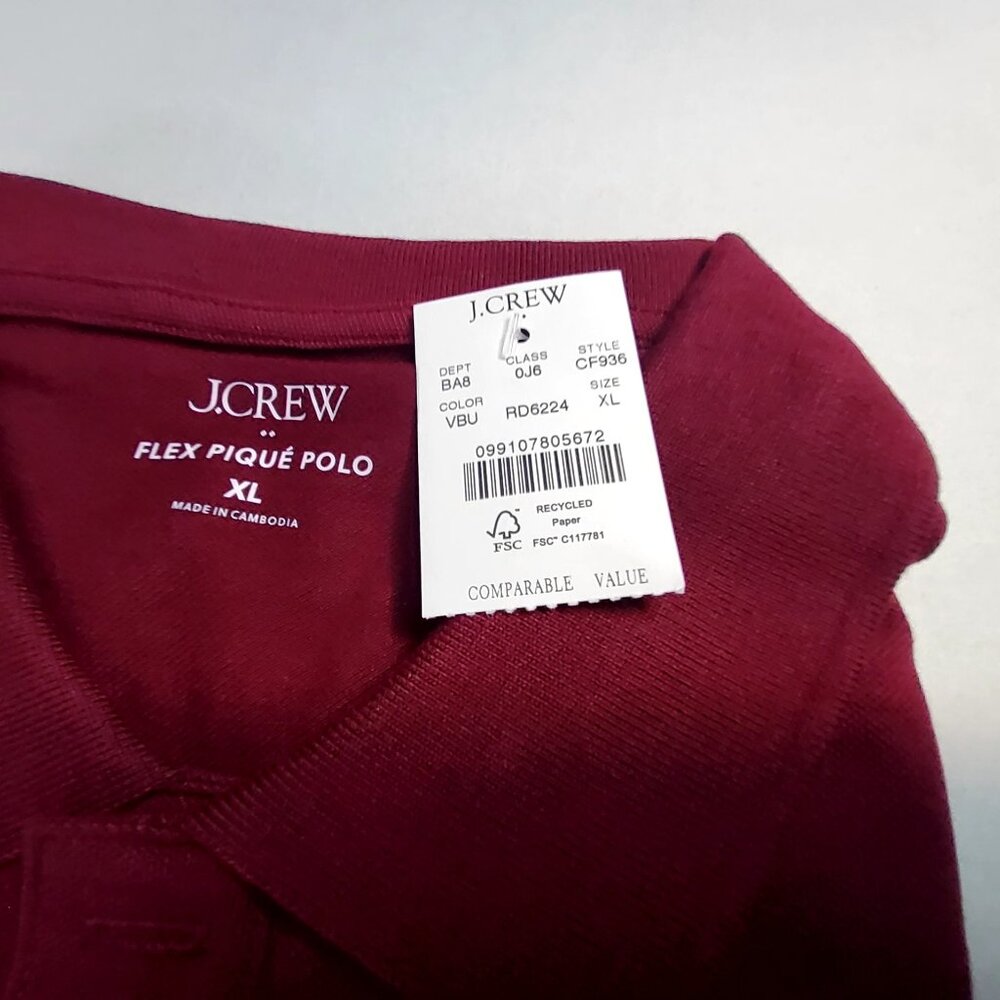 J.CREW
FLEX PIQUÉ POLO
XL
MADE IN CAMBODIA
J.CREW
DEPT CLASS STYLE
BA8 0J6 CF936
COLOR SIZE
VBU RD6224 XL
099107805672
RECYCLED
Paper
FSC FSC™ C117781
COMPARABLE VALUE